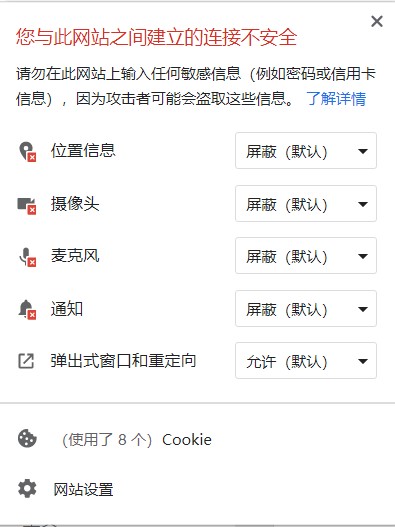 您与此网站之间建立的连接不安全
请勿在此网站上输入任何敏感信息（例如密码或信用卡
信息），因为攻击者可能会盗取这些信息。 了解详情
位置信息 屏蔽（默认）
摄像头 屏蔽（默认）
麦克风 屏蔽（默认）
通知 屏蔽（默认）
弹出式窗口和重定向 允许（默认）
（使用了 8 个）Cookie
网站设置